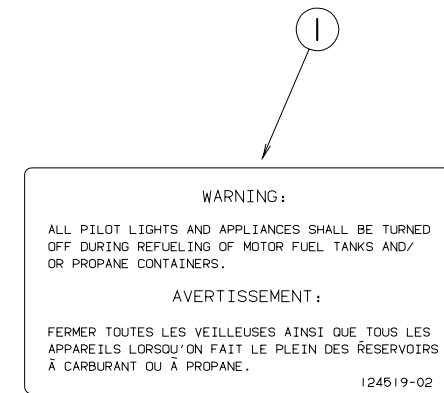 1
WARNING:
ALL PILOT LIGHTS AND APPLIANCES SHALL BE TURNED
OFF DURING REFUELING OF MOTOR FUEL TANKS AND/
OR PROPANE CONTAINERS.
AVERTISSEMENT:
FERMER TOUTES LES VEILLEUSES AINSI QUE TOUS LES
APPAREILS LORSQU'ON FAIT LE PLEIN DES R̃ESERVOIRS
Ã CARBURANT OU Ã PROPANE.
124519-02